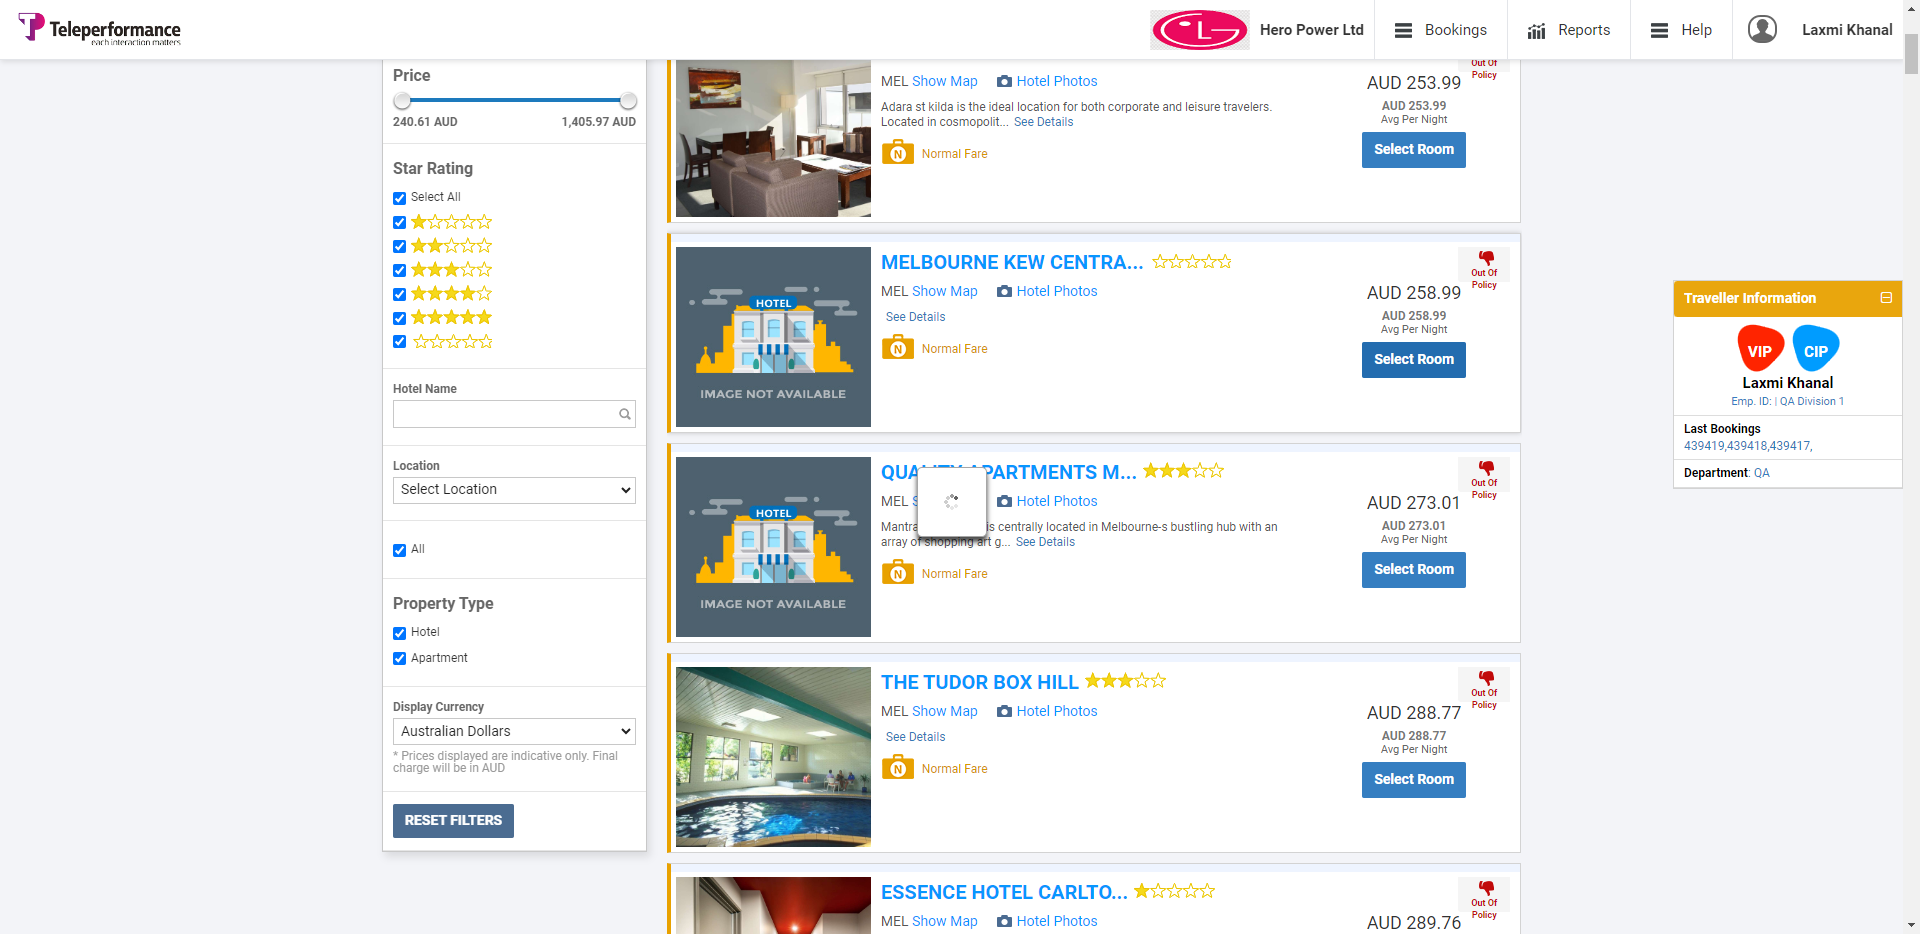 Teleperformance
each interaction matters
LG
Hero Power Ltd
Bookings
Reports
Help
Laxmi Khanal
Price
240.61 AUD
1,405.97 AUD
Star Rating
Select All
Hotel Name
Location
Select Location
All
Property Type
Hotel
Apartment
Display Currency
Australian Dollars
* Prices displayed are indicative only. Final
charge will be in AUD
RESET FILTERS
MEL Show Map
Hotel Photos
Adara st kilda is the ideal location for both corporate and leisure travelers.
Located in cosmopolit... See Details
N
Normal Fare
Out Of
Policy
AUD 253.99
AUD 253.99
Avg Per Night
Select Room
HOTEL
IMAGE NOT AVAILABLE
MELBOURNE KEW CENTRA...
MEL Show Map
Hotel Photos
See Details
N
Normal Fare
Out Of
Policy
AUD 258.99
AUD 258.99
Avg Per Night
Select Room
HOTEL
IMAGE NOT AVAILABLE
APARTMENTS M...
MEL
Hotel Photos
Mantra is centrally located in Melbourne-s bustling hub with an
array of shopping art g... See Details
N
Normal Fare
Out Of
Policy
AUD 273.01
AUD 273.01
Avg Per Night
Select Room
THE TUDOR BOX HILL
MEL Show Map
Hotel Photos
See Details
N
Normal Fare
Out Of
Policy
AUD 288.77
AUD 288.77
Avg Per Night
Select Room
ESSENCE HOTEL CARLTO...
MEL Show Map
Hotel Photos
Out Of
Policy
AUD 289.76
Traveller Information
VIP
CIP
Laxmi Khanal
Emp. ID: | QA Division 1
Last Bookings
439419,439418,439417,
Department: QA